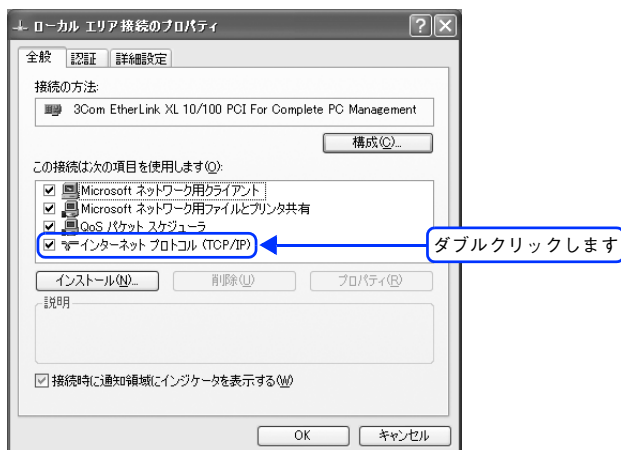 ローカル エリア接続のプロパティ
全般 認証 詳細設定
接続の方法:
3Com EtherLink XL 10/100 PCI For Complete PC Management
構成(C)...
この接続は次の項目を使用します(O):
Microsoft ネットワーク用クライアント
Microsoft ネットワーク用ファイルとプリンタ共有
QoS パケット スケジューラ
インターネット プロトコル (TCP/IP)
ダブルクリックします
インストール(N)... 削除(U) プロパティ(R)
説明
接続時に通知領域にインジケータを表示する(W)
OK キャンセル